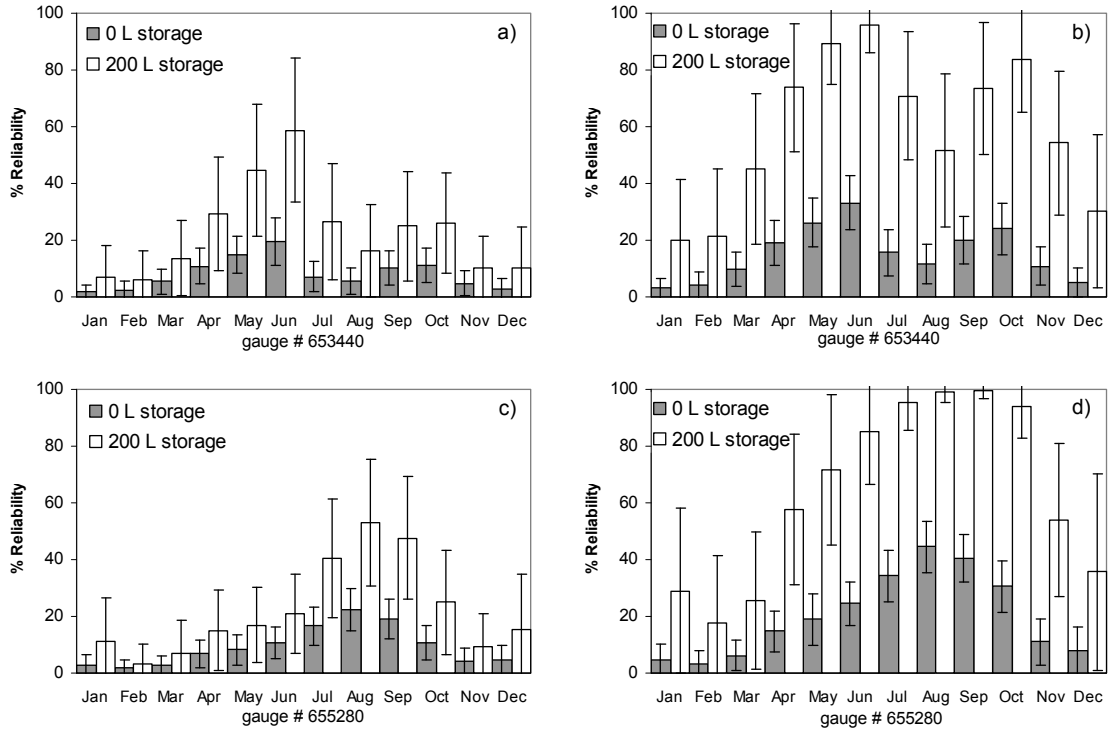 a)
0 L storage
200 L storage
% Reliability
100
80
60
40
20
0
Jan Feb Mar Apr May Jun Jul Aug Sep Oct Nov Dec
gauge # 653440
b)
0 L storage
200 L storage
% Reliability
100
80
60
40
20
0
Jan Feb Mar Apr May Jun Jul Aug Sep Oct Nov Dec
gauge # 653440
c)
0 L storage
200 L storage
% Reliability
100
80
60
40
20
0
Jan Feb Mar Apr May Jun Jul Aug Sep Oct Nov Dec
gauge # 655280
d)
0 L storage
200 L storage
% Reliability
100
80
60
40
20
0
Jan Feb Mar Apr May Jun Jul Aug Sep Oct Nov Dec
gauge # 655280